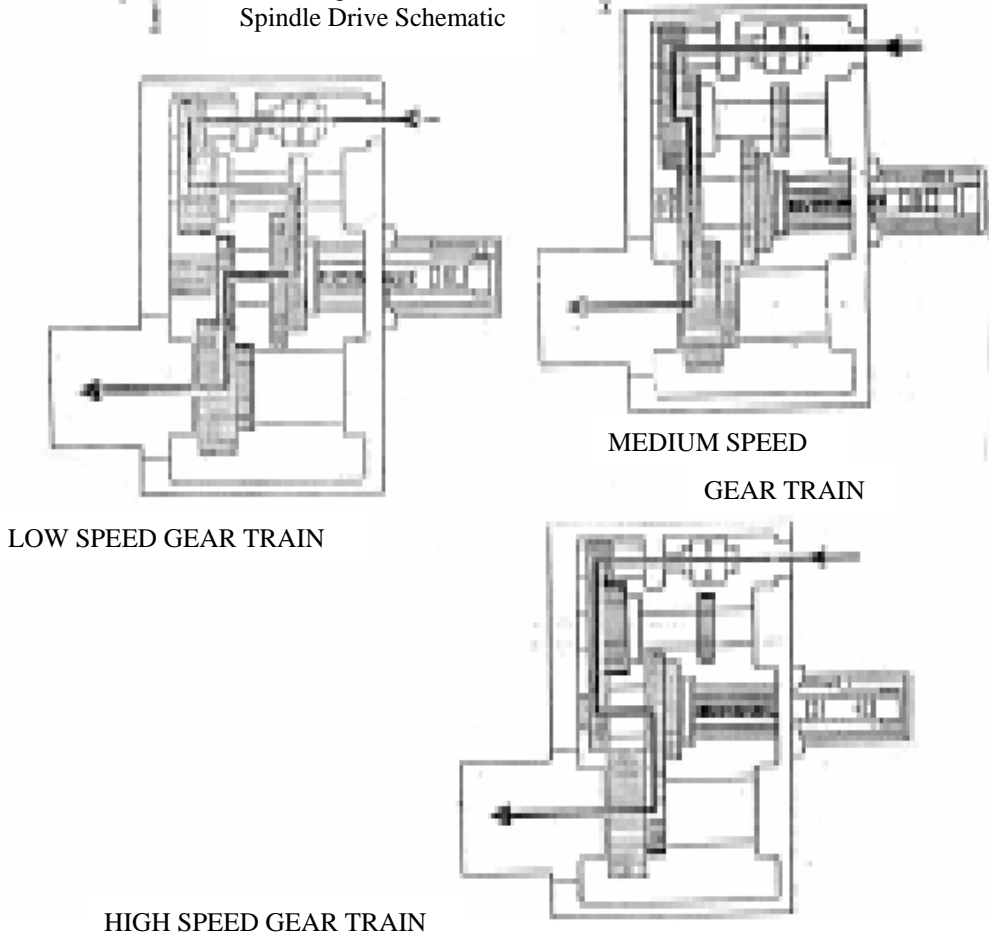 Spindle Drive Schematic
MEDIUM SPEED
GEAR TRAIN
LOW SPEED GEAR TRAIN
HIGH SPEED GEAR TRAIN